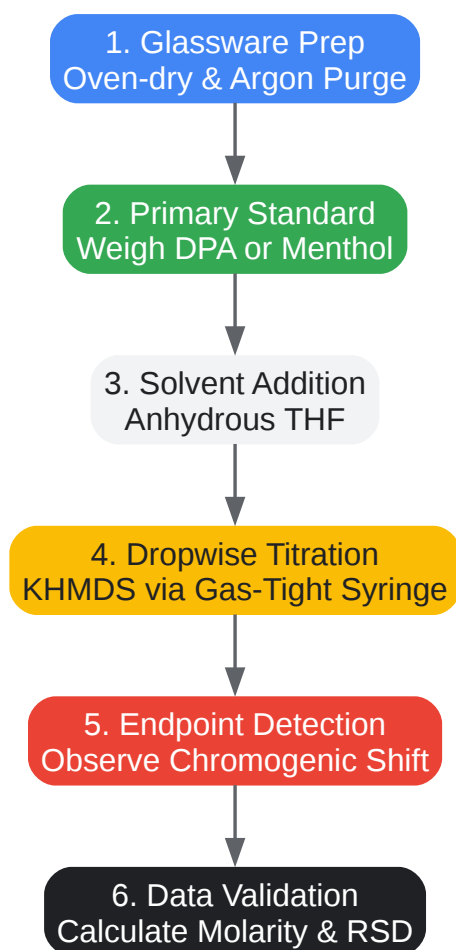 1. Glassware Prep
Oven-dry & Argon Purge
2. Primary Standard
Weigh DPA or Menthol
3. Solvent Addition
Anhydrous THF
4. Dropwise Titration
KHMDS via Gas-Tight Syringe
5. Endpoint Detection
Observe Chromogenic Shift
6. Data Validation
Calculate Molarity & RSD